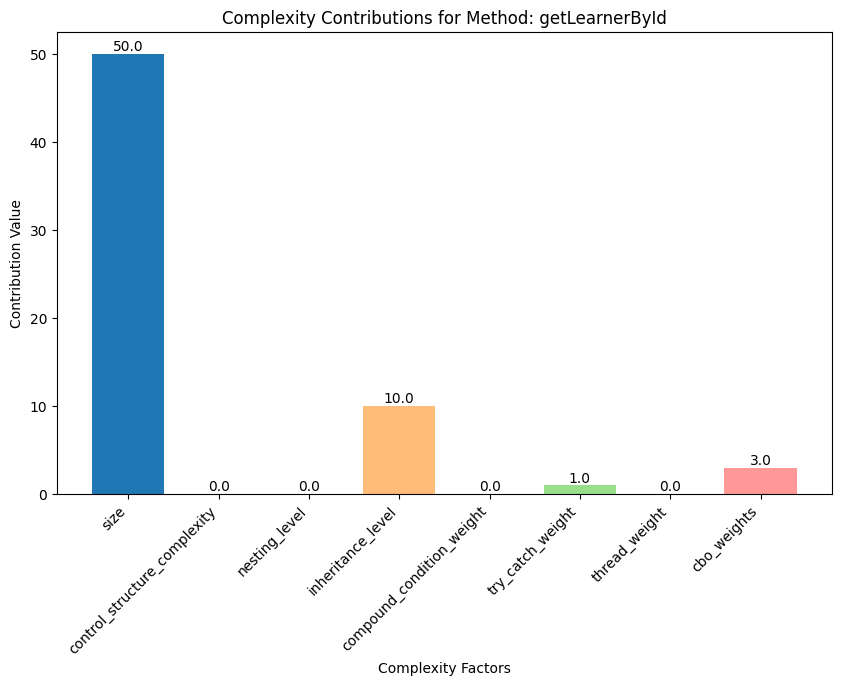 Complexity Contributions for Method: getLearnerById
Contribution Value
50
40
30
20
10
0
50.0
0.0
0.0
10.0
0.0
1.0
0.0
3.0
size
control_structure_complexity
nesting_level
inheritance_level
compound_condition_weight
try_catch_weight
thread_weight
cbo_weights
Complexity Factors